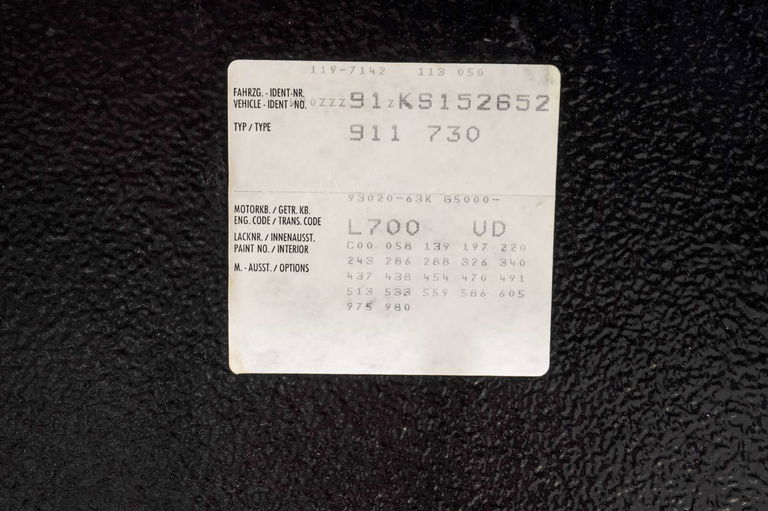 119-7142 113 050
FAHRZG. - IDENT-NR.
VEHICLE - IDENT - NO. 0ZZZ91ZKS152652
TYP / TYPE 911 730
93020-63K G5000-
MOTORKB. / GETR. KB.
ENG. CODE / TRANS. CODE
L700 VD
LACKNR. / INNENAUSST.
PAINT NO. / INTERIOR
M. - AUSST. / OPTIONS
C00 058 139 197 220
243 286 288 326 340
437 438 454 470 491
513 533 559 586 605
975 980